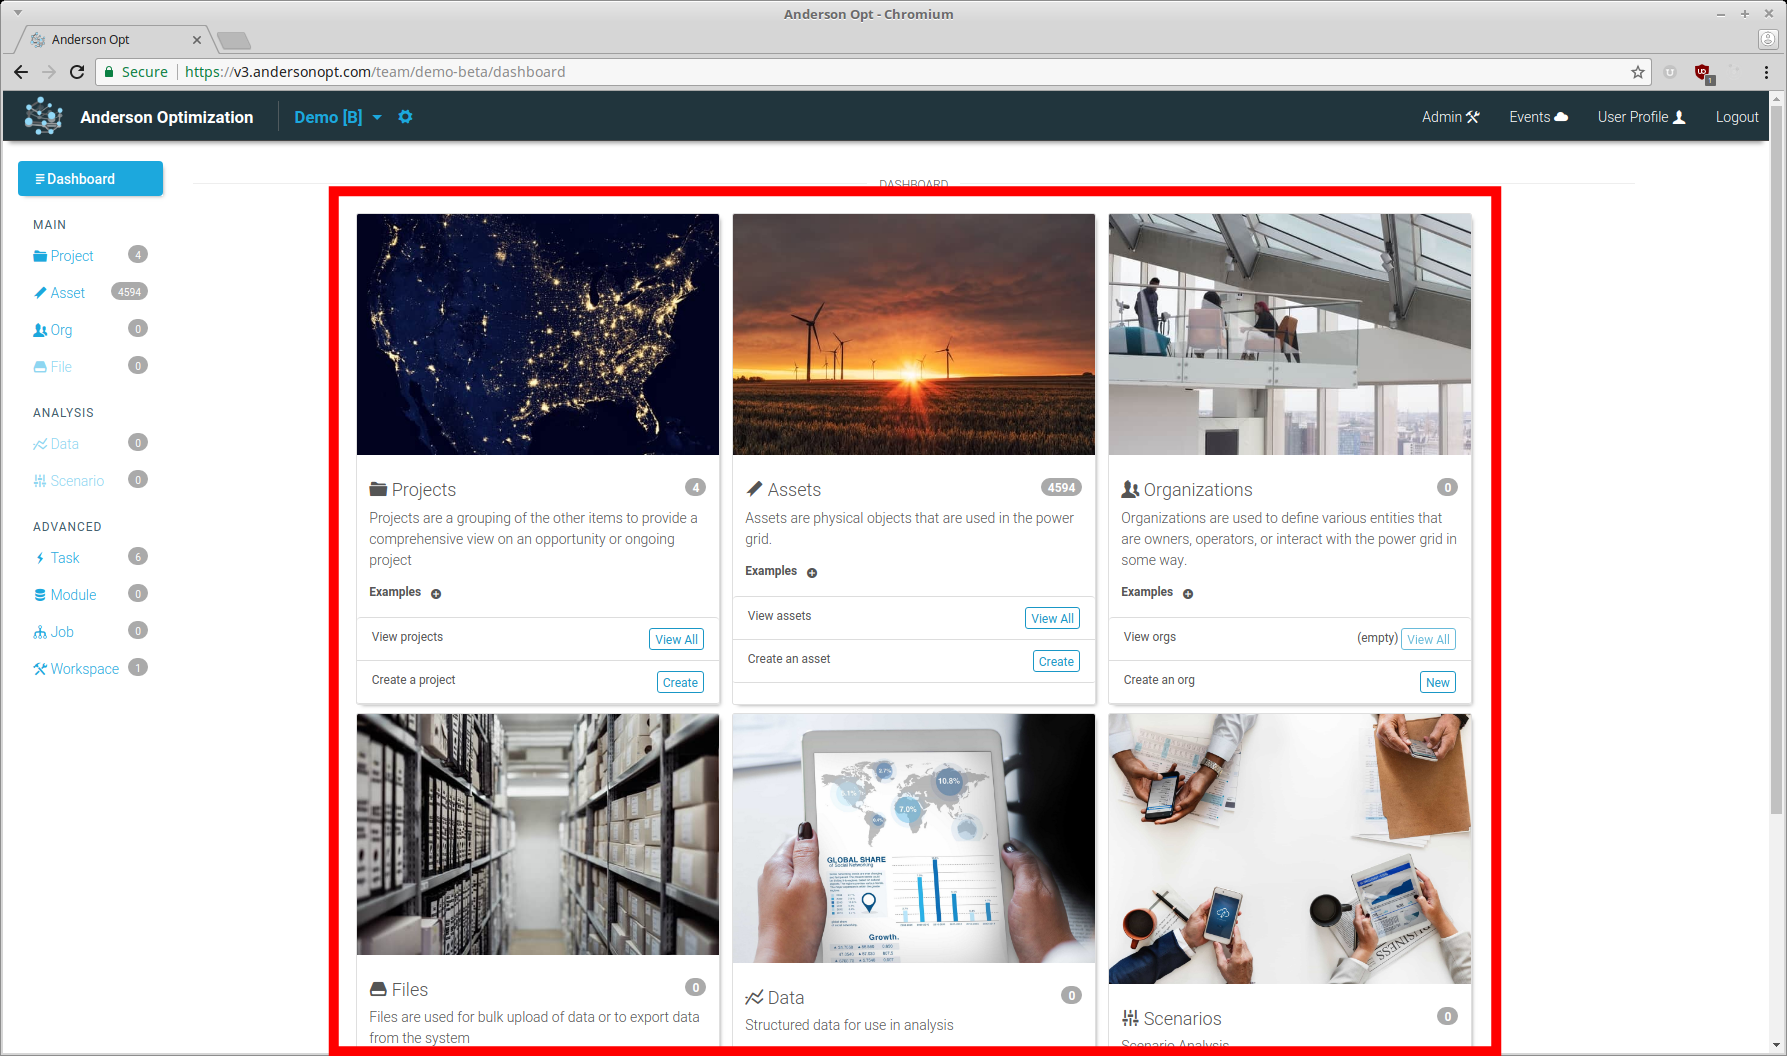 Anderson Opt - Chromium
Anderson Opt
Secure https://v3.andersonopt.com/team/demo-beta/dashboard
1
Anderson Optimization
Demo [B]
Admin
Events
User Profile
Logout
Dashboard
DASHBOARD
MAIN
Project 4
Asset 4594
Org 0
File 0
ANALYSIS
Data 0
Scenario 0
ADVANCED
Task 6
Module 0
Job 0
Workspace 1
Projects 4
Projects are a grouping of the other items to provide a
comprehensive view on an opportunity or ongoing
project
Examples
View projects View All
Create a project Create
Assets 4594
Assets are physical objects that are used in the power
grid.
Examples
View assets View All
Create an asset Create
Organizations 0
Organizations are used to define various entities that
are owners, operators, or interact with the power grid in
some way.
Examples
View orgs (empty) View All
Create an org New
Files 0
Files are used for bulk upload of data or to export data
from the system
10.8%
7.0%
GLOBAL SHARE
of Social Networking
Growth.
Data 0
Structured data for use in analysis
BUSINESS
Scenarios 0
Scenario Analysis